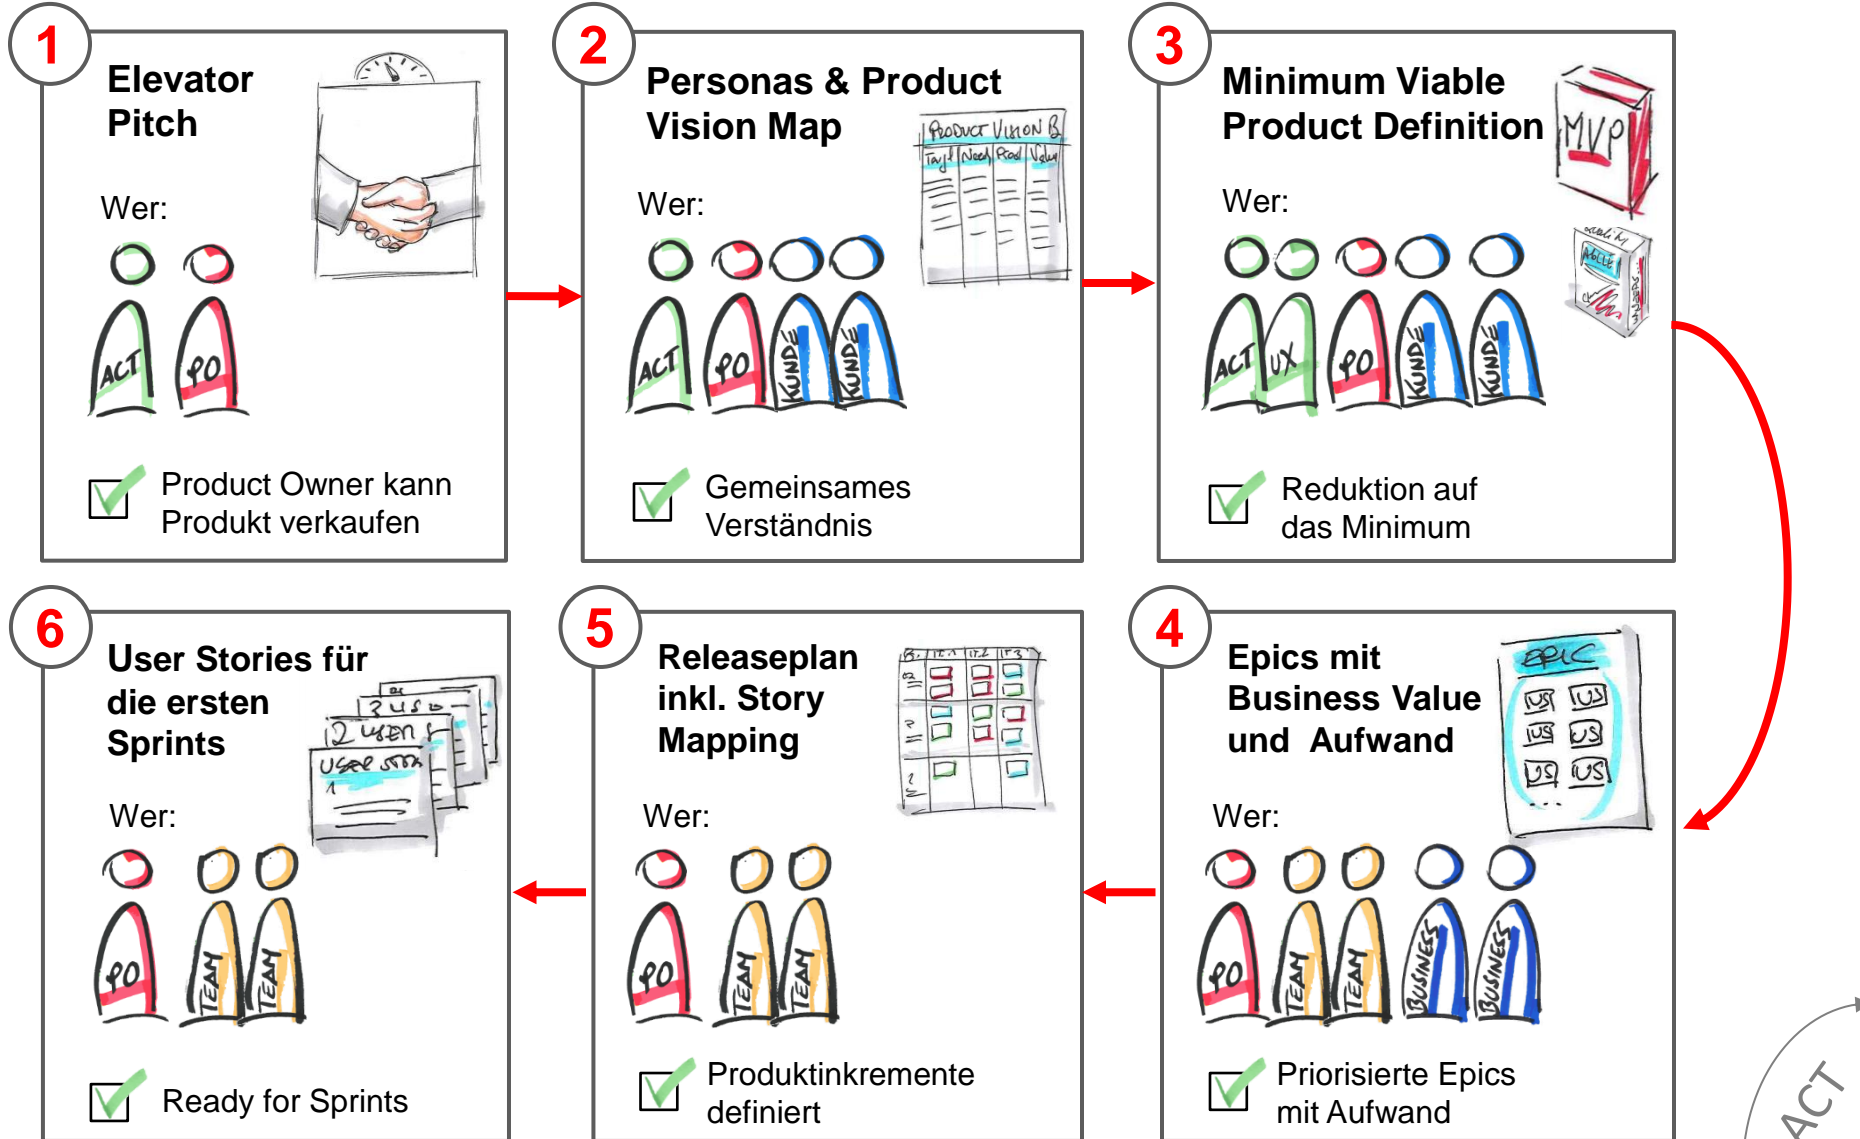 1
Elevator
Pitch
Wer:
ACT
PO
Product Owner kann
Produkt verkaufen
2
Personas & Product
Vision Map
PRODUCT VISION B
Need
Wer:
ACT
PO
KUNDE
KUNDE
Gemeinsames
Verständnis
3
Minimum Viable
Product Definition
MVP
Wer:
ACT
UX
PO
KUNDE
KUNDE
Reduktion auf
das Minimum
6
User Stories für
die ersten
Sprints
Wer:
PO
TEAM
TEAM
Ready for Sprints
5
Releaseplan
inkl. Story
Mapping
Wer:
PO
TEAM
TEAM
Produktinkremente
definiert
4
Epics mit
Business Value
und Aufwand
EPIC
US US
US US
US US
...
Wer:
PO
TEAM
TEAM
BUSINESS
BUSINESS
Priorisierte Epics
mit Aufwand
ACT